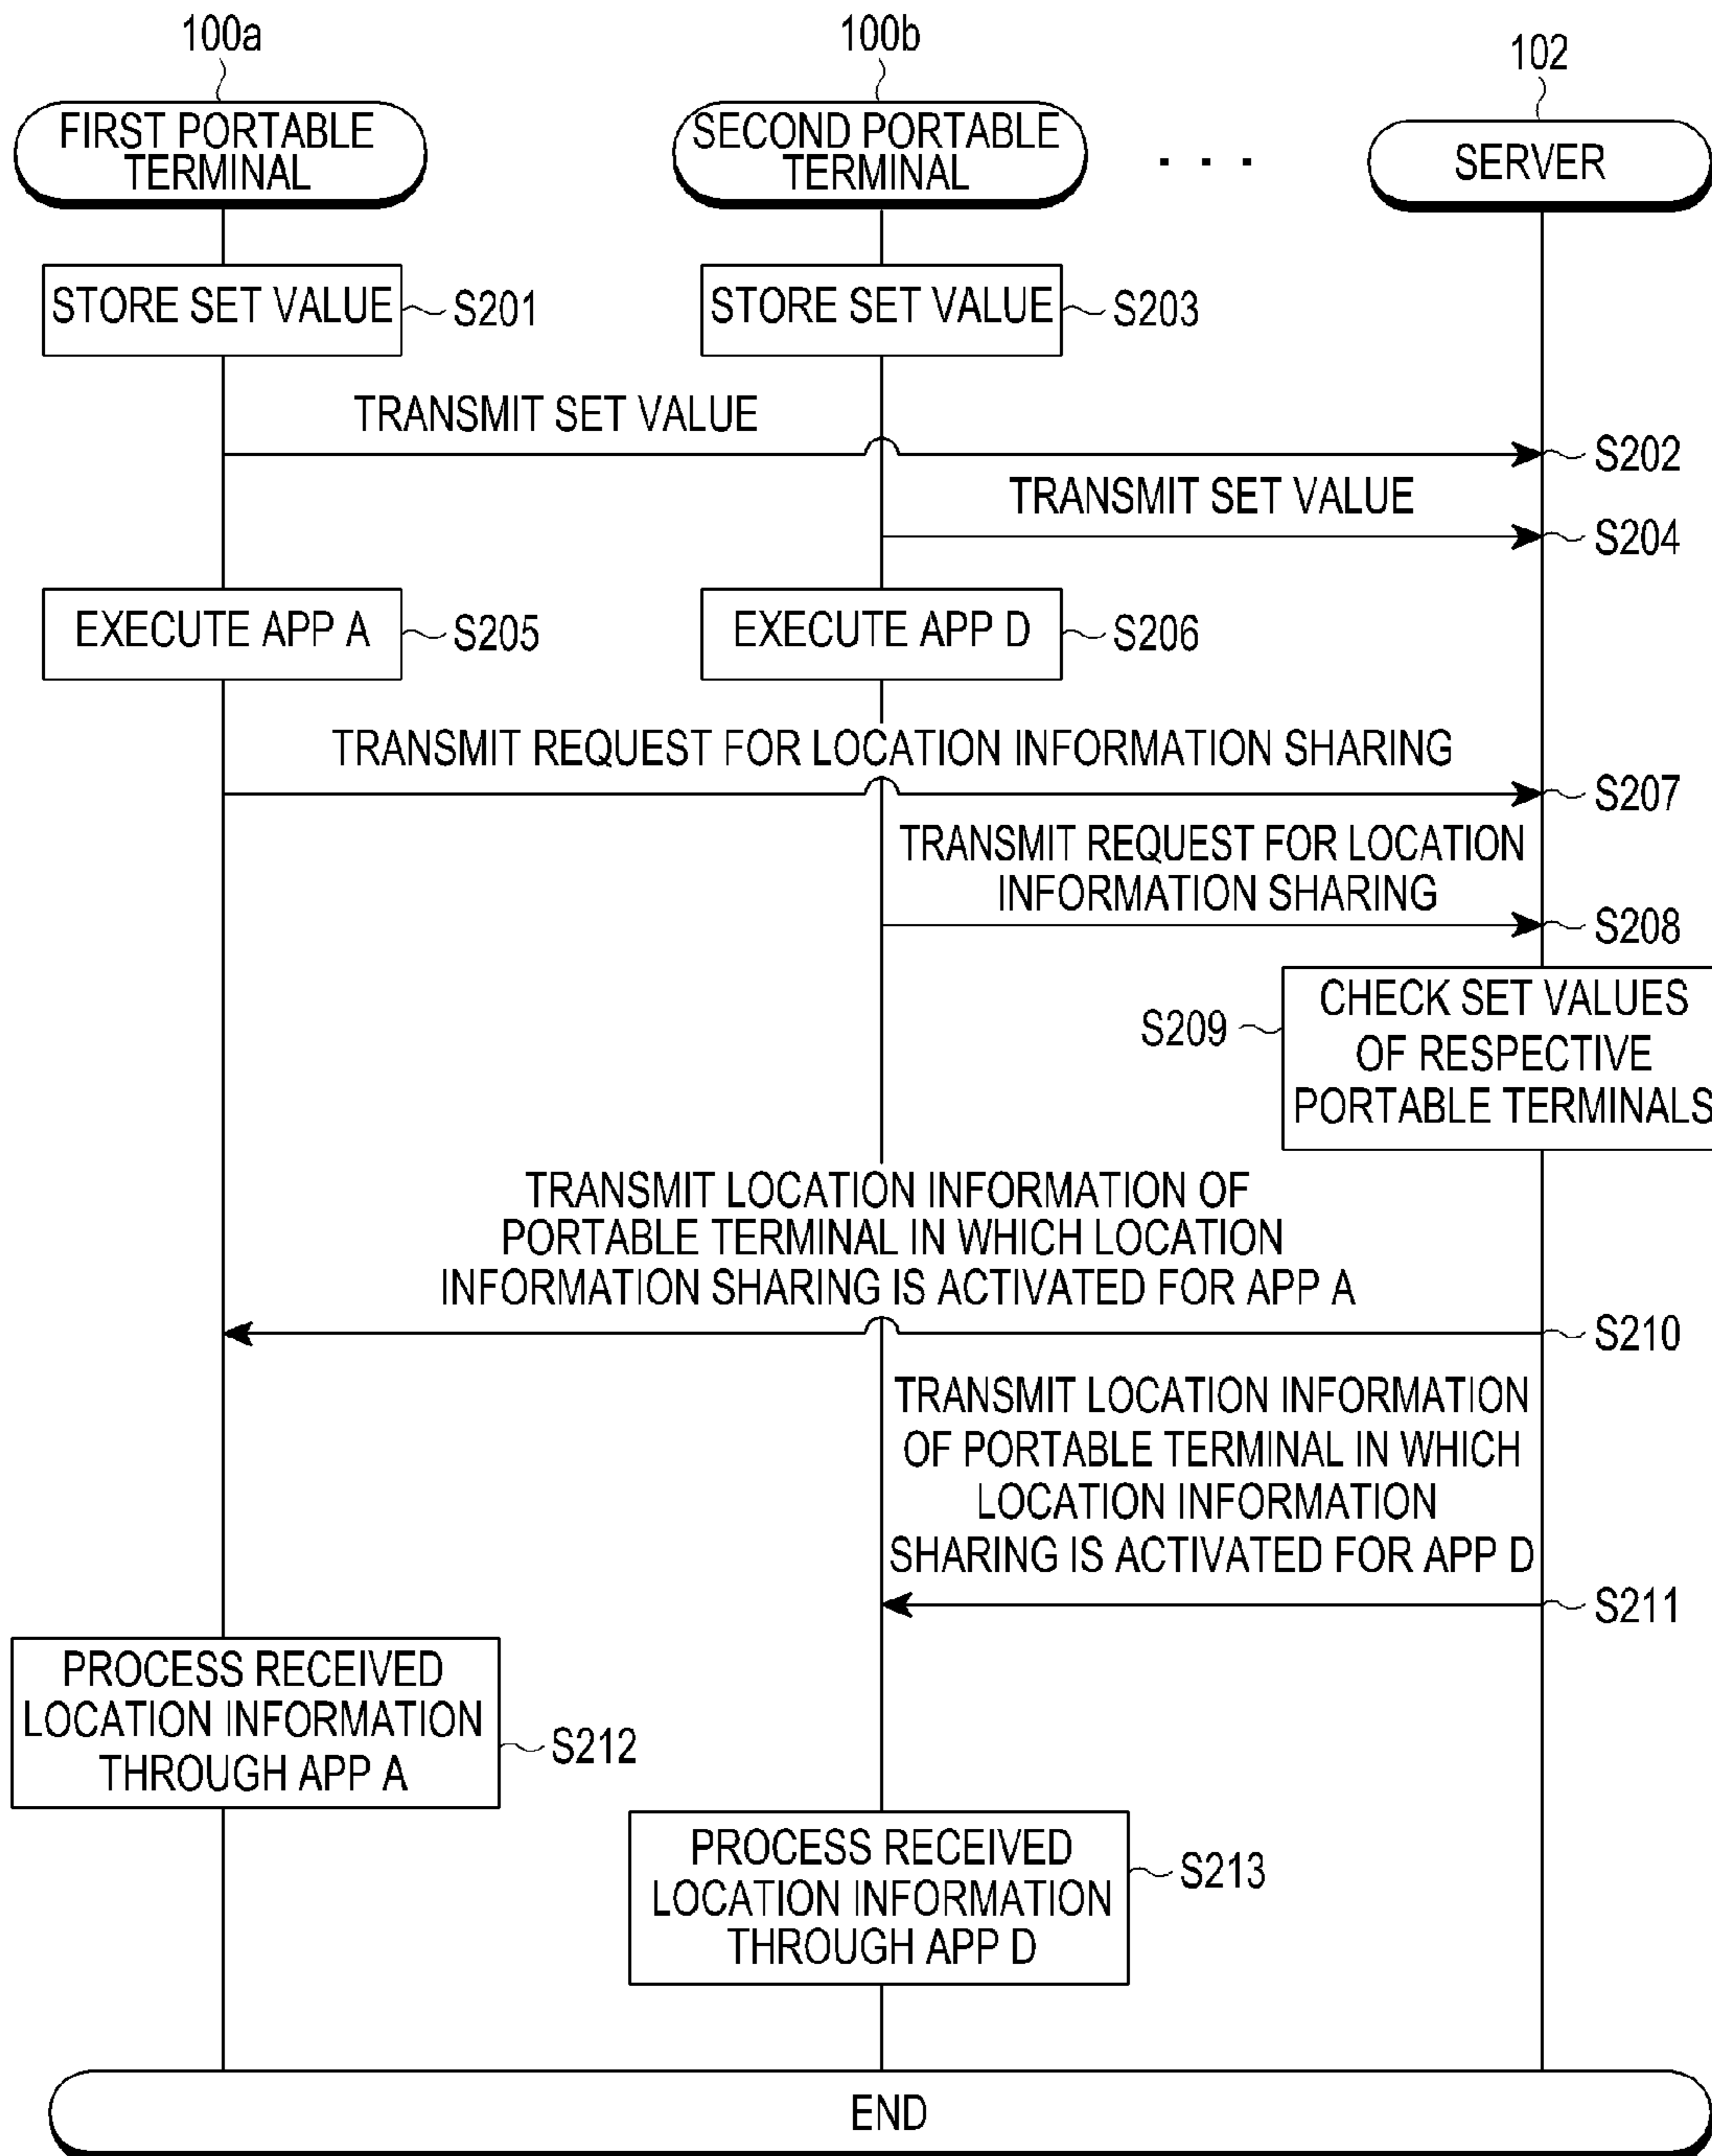 100a
100b
102
FIRST PORTABLE
TERMINAL
SECOND PORTABLE
TERMINAL
. . .
SERVER
STORE SET VALUE
S201
STORE SET VALUE
S203
TRANSMIT SET VALUE
S202
TRANSMIT SET VALUE
S204
EXECUTE APP A
S205
EXECUTE APP D
S206
TRANSMIT REQUEST FOR LOCATION INFORMATION SHARING
S207
TRANSMIT REQUEST FOR LOCATION
INFORMATION SHARING
S208
S209
CHECK SET VALUES
OF RESPECTIVE
PORTABLE TERMINALS
TRANSMIT LOCATION INFORMATION OF
PORTABLE TERMINAL IN WHICH LOCATION
INFORMATION SHARING IS ACTIVATED FOR APP A
S210
TRANSMIT LOCATION INFORMATION
OF PORTABLE TERMINAL IN WHICH
LOCATION INFORMATION
SHARING IS ACTIVATED FOR APP D
S211
PROCESS RECEIVED
LOCATION INFORMATION
THROUGH APP A
S212
PROCESS RECEIVED
LOCATION INFORMATION
THROUGH APP D
S213
END